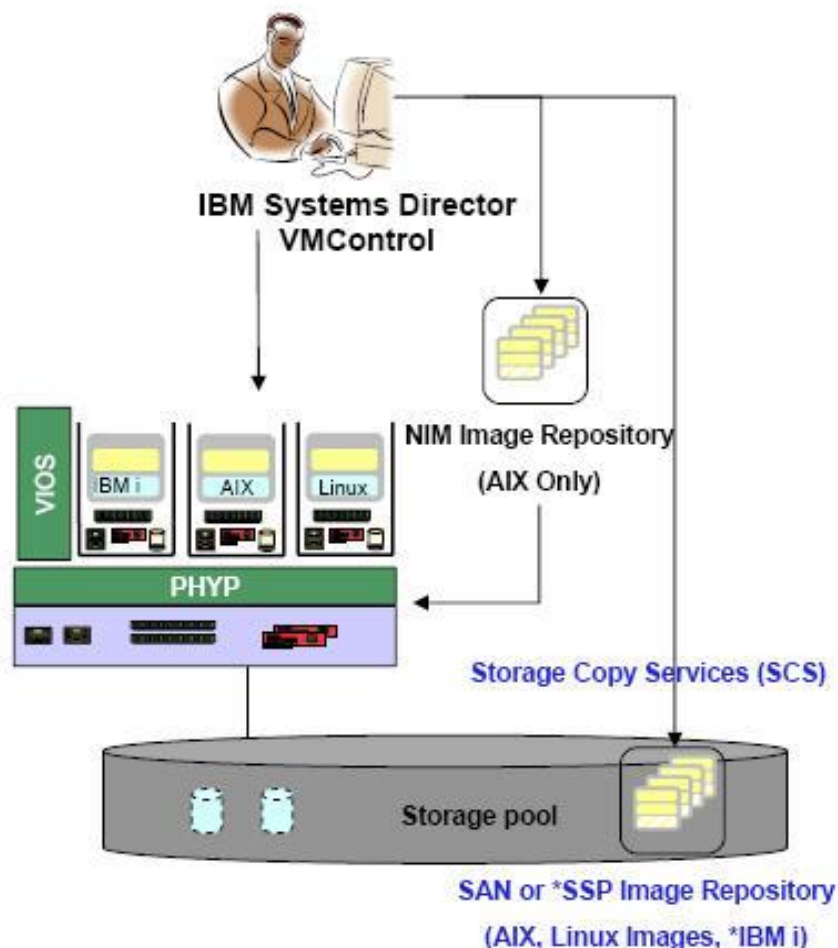 IBM Systems Director
VMControl
NIM Image Repository
(AIX Only)
VIOS
IBM i
AIX
Linux
PHYP
Storage Copy Services (SCS)
Storage pool
SAN or *SSP Image Repository
(AIX, Linux Images, *IBM i)